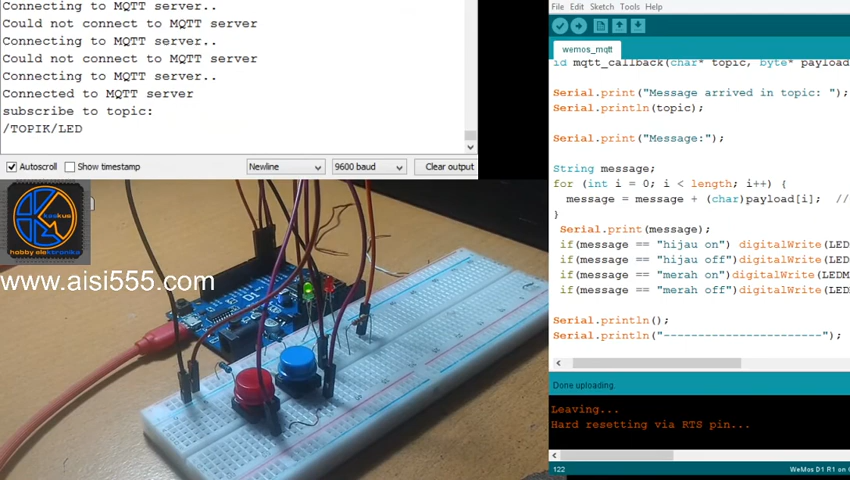 Connecting to MQTT server..
Could not connect to MQTT server
Connecting to MQTT server..
Could not connect to MQTT server
Connecting to MQTT server..
Connected to MQTT server
subscribe to topic:
/TOPIK/LED
Autoscroll
Show timestamp
Newline
9600 baud
Clear output
kaskus
hobby elektronika
www.aisi555.com
D1
File Edit Sketch Tools Help
wemos_mqtt
id mqtt_callback(char* topic, byte* payload
Serial.print("Message arrived in topic: ");
Serial.println(topic);
Serial.print("Message:");
String message;
for (int i = 0; i < length; i++) {
message = message + (char)payload[i]; //
}
Serial.print(message);
if(message == "hijau on") digitalWrite(LED
if(message == "hijau off")digitalWrite(LED
if(message == "merah on")digitalWrite(LEDM
if(message == "merah off")digitalWrite(LED
Serial.println();
Serial.println("-----------------------");
Done uploading.
Leaving...
Hard resetting via RTS pin...
122
WeMos D1 R1 on